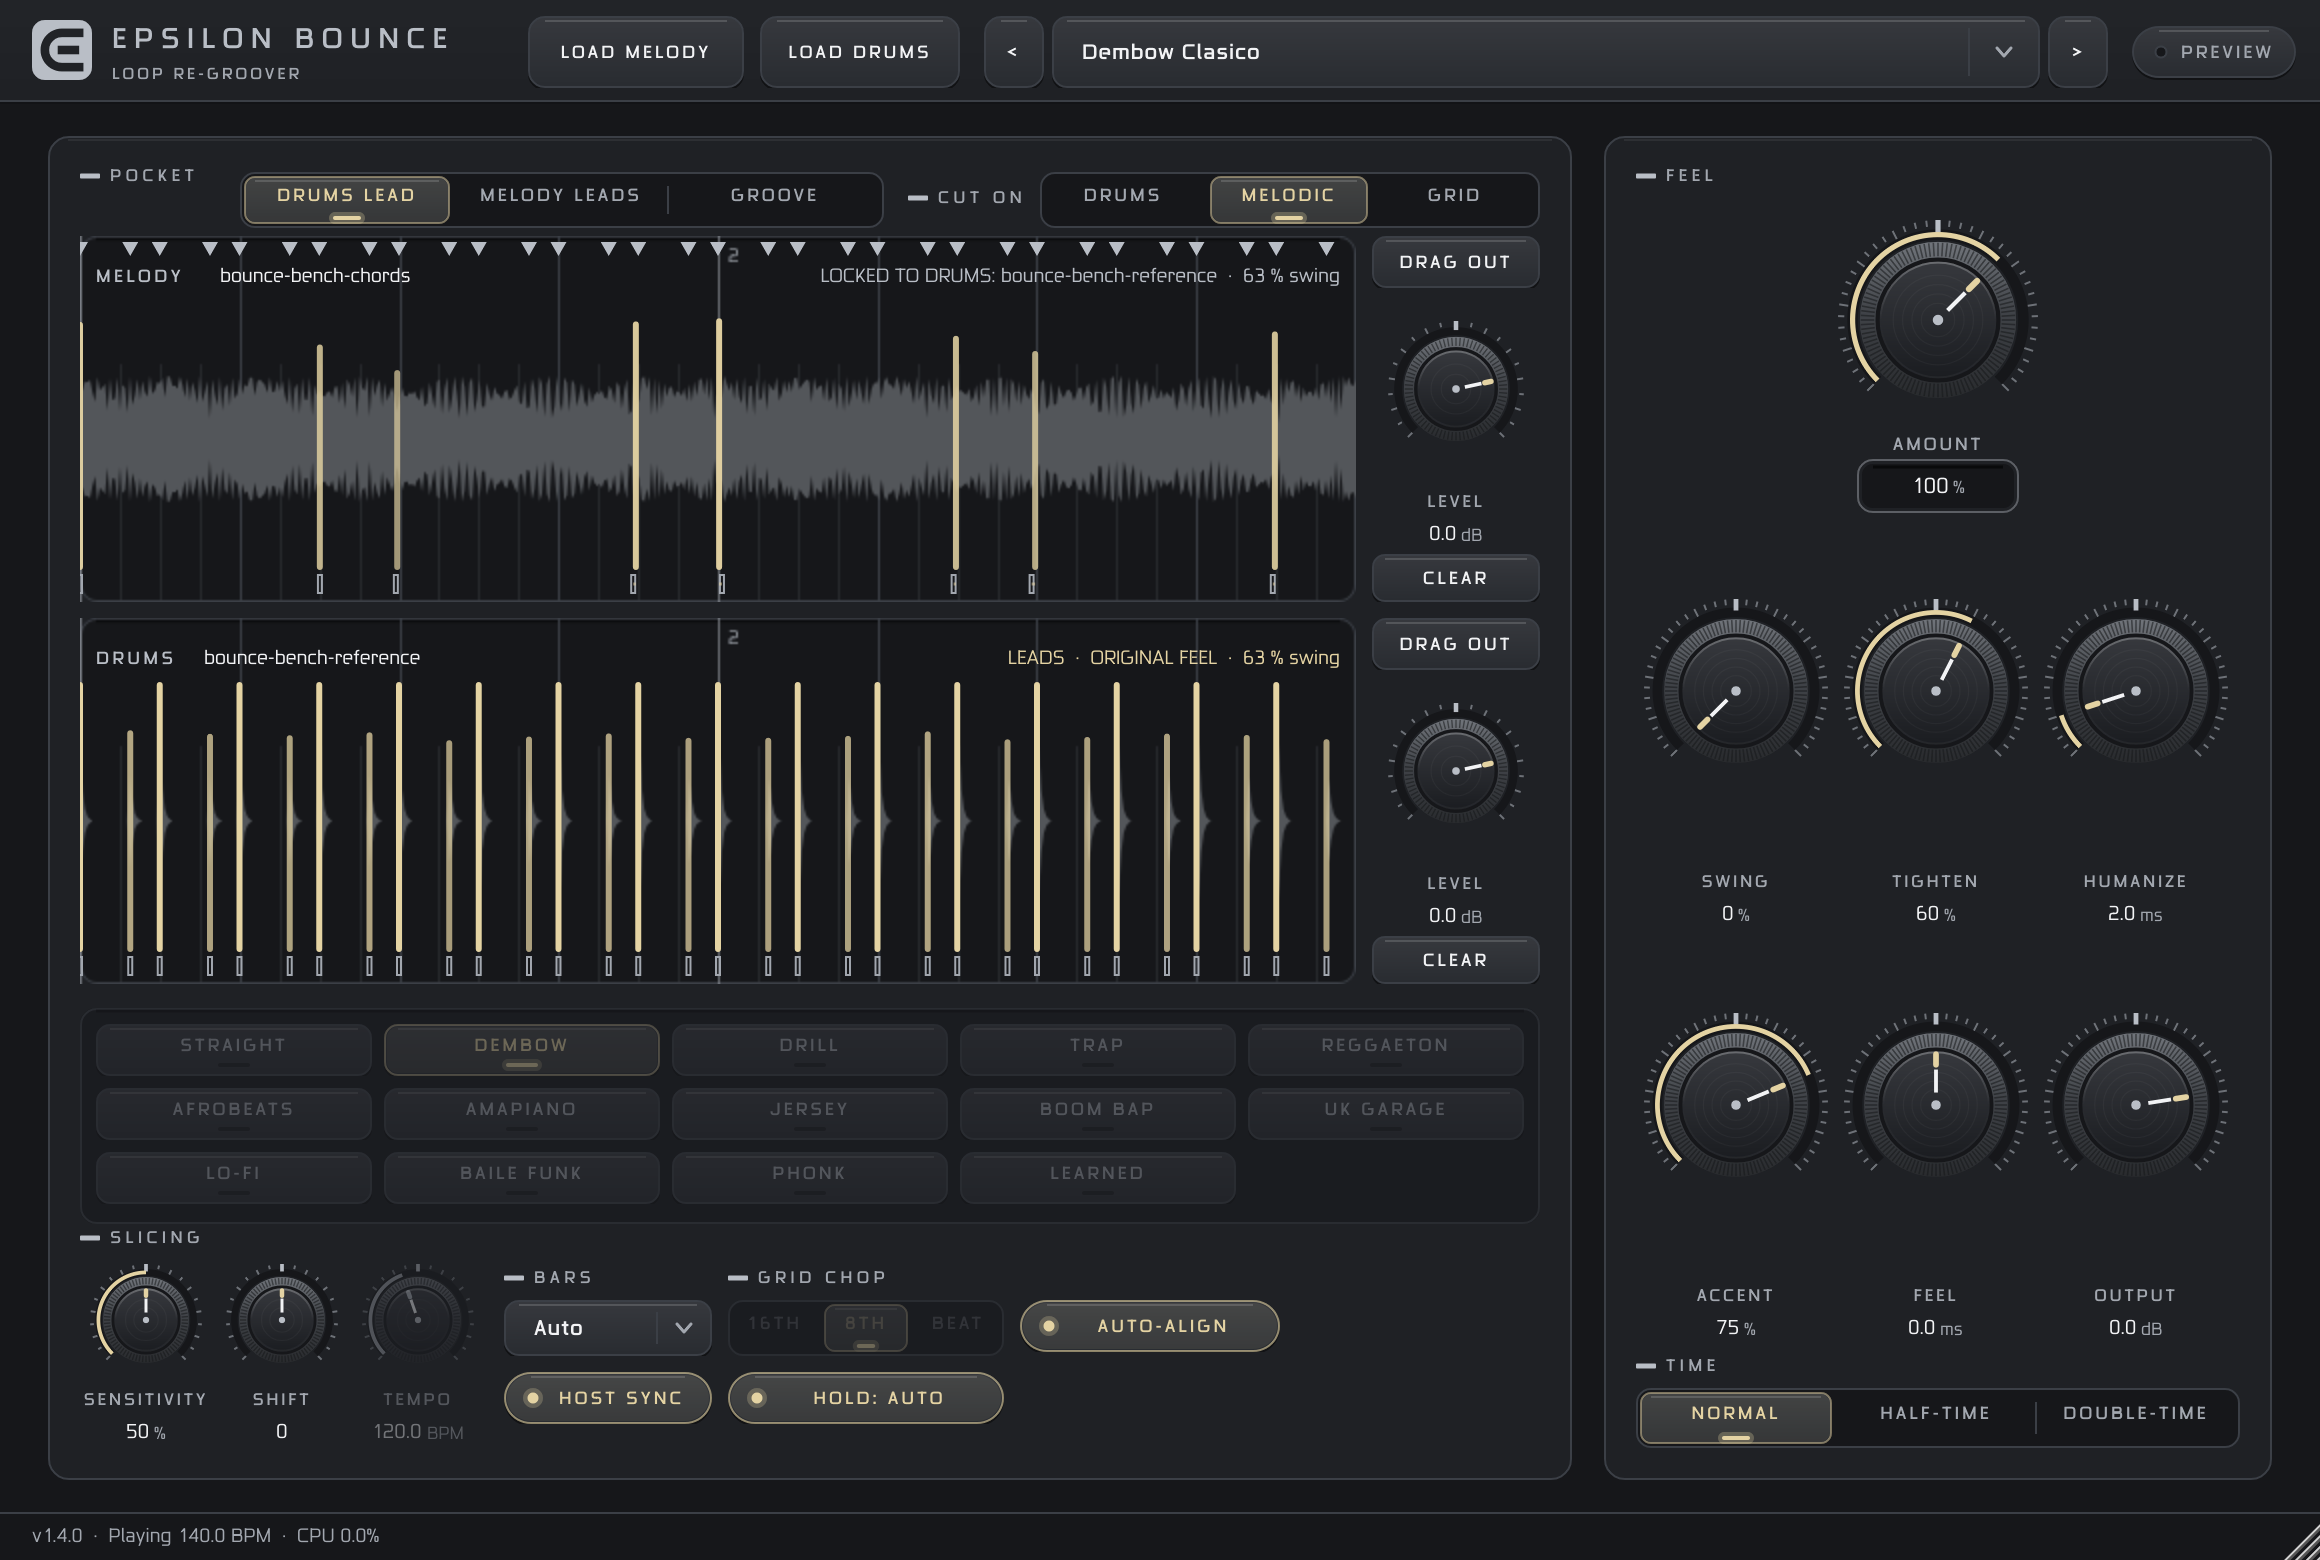 EPSILON BOUNCE
LOOP RE-GROOVER
LOAD MELODY
LOAD DRUMS
<
Dembow Clasico
>
PREVIEW
POCKET
DRUMS LEAD
MELODY LEADS
GROOVE
CUT ON
DRUMS
MELODIC
GRID
2
MELODY
bounce-bench-chords
LOCKED TO DRUMS: bounce-bench-reference · 63 % swing
DRAG OUT
LEVEL
0.0 dB
CLEAR
2
DRUMS
bounce-bench-reference
LEADS · ORIGINAL FEEL · 63 % swing
DRAG OUT
LEVEL
0.0 dB
CLEAR
STRAIGHT
DEMBOW
DRILL
TRAP
REGGAETON
AFROBEATS
AMAPIANO
JERSEY
BOOM BAP
UK GARAGE
LO-FI
BAILE FUNK
PHONK
LEARNED
SLICING
SENSITIVITY
50 %
SHIFT
0
TEMPO
120.0 BPM
BARS
Auto
GRID CHOP
16TH
8TH
BEAT
AUTO-ALIGN
HOST SYNC
HOLD: AUTO
FEEL
AMOUNT
100 %
SWING
0 %
TIGHTEN
60 %
HUMANIZE
2.0 ms
ACCENT
75 %
FEEL
0.0 ms
OUTPUT
0.0 dB
TIME
NORMAL
HALF-TIME
DOUBLE-TIME
v1.4.0 · Playing 140.0 BPM · CPU 0.0%